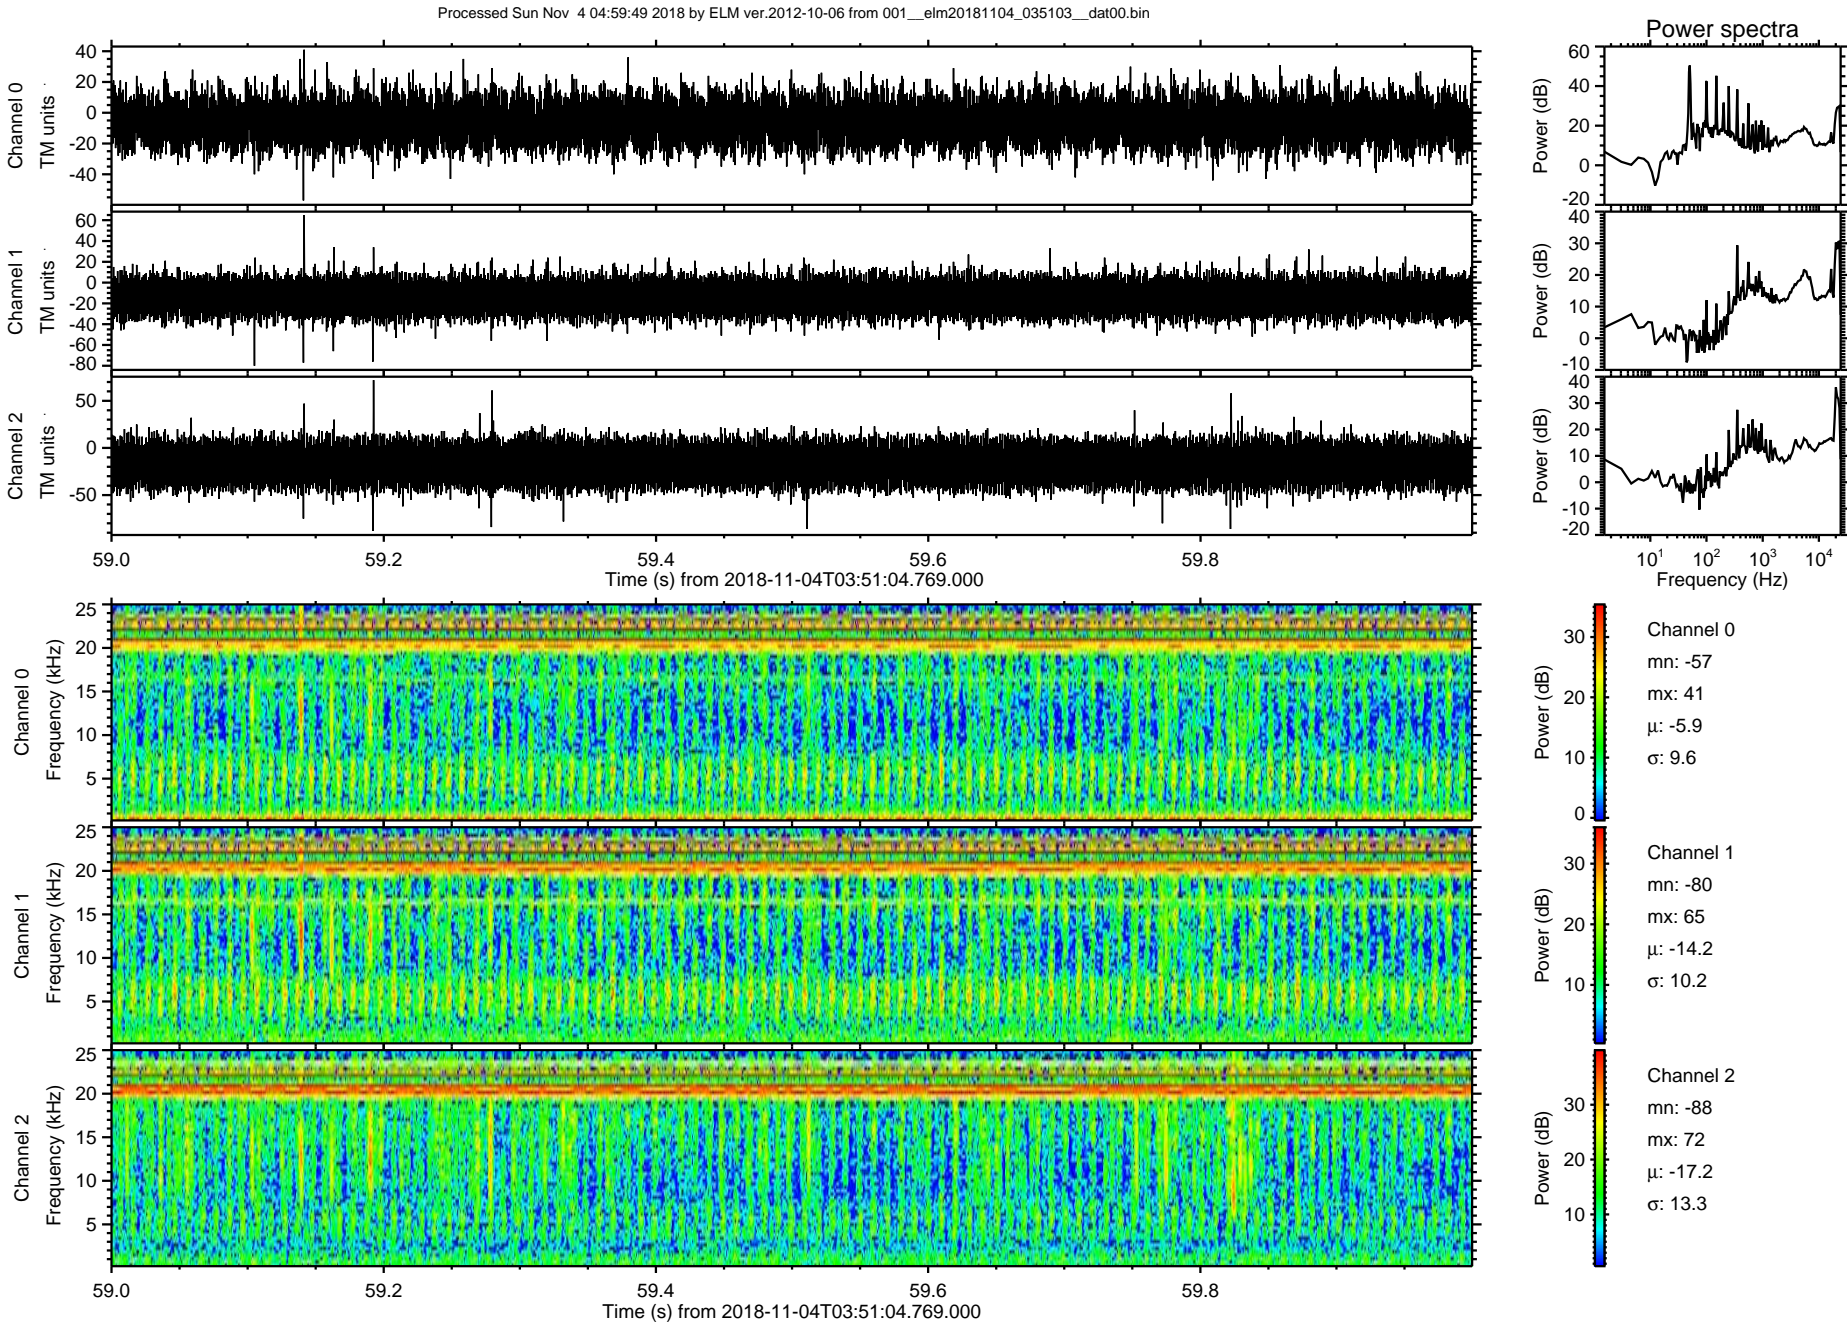 Processed Sun Nov  4 04:59:49 2018 by ELM ver.2012-10-06 from 001__elm20181104_035103__dat00.bin
Power spectra
Channel 0
TM units
40
20
0
-20
-40
Power (dB)
60
40
20
0
-20
Channel 1
TM units
60
40
20
0
-20
-40
-60
-80
Power (dB)
40
30
20
10
0
-10
Channel 2
TM units
50
0
-50
Power (dB)
40
30
20
10
0
-10
-20
59.0 59.2 59.4 59.6 59.8
Time (s) from 2018-11-04T03:51:04.769.000
10¹ 10² 10³ 10⁴
Frequency (Hz)
Channel 0
Frequency (kHz)
25
20
15
10
5
Power (dB)
30
20
10
0
Channel 0
mn: -57
mx: 41
µ: -5.9
σ: 9.6
Channel 1
Frequency (kHz)
25
20
15
10
5
Power (dB)
30
20
10
Channel 1
mn: -80
mx: 65
µ: -14.2
σ: 10.2
Channel 2
Frequency (kHz)
25
20
15
10
5
Power (dB)
30
20
10
Channel 2
mn: -88
mx: 72
µ: -17.2
σ: 13.3
59.0 59.2 59.4 59.6 59.8
Time (s) from 2018-11-04T03:51:04.769.000